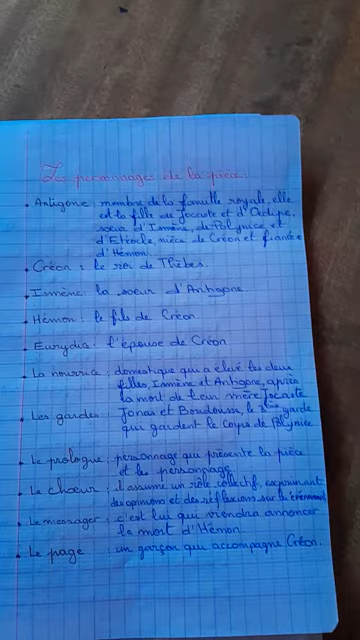 Les personnages de la pièce:
• Antigone: membre de la famille royale, elle
est la fille de Jocaste et d'Oedipe,
soeur d'Ismène, de Polynice et
d'Etéocle, nièce de Créon et fiancée
d'Hémon.
• Créon: le roi de Thèbes.
• Ismène: la soeur d'Antigone.
• Hémon: le fils de Créon.
• Eurydice: l'épouse de Créon.
• La nourrice: domestique qui a élevé les deux
filles, Ismène et Antigone, après
la mort de leur mère Jocaste
• Les gardes: Jonas et Boudousse, le 3ème garde
qui gardent le corps de Polynice
• Le prologue: personnage qui présente la pièce
et les personnage
• Le choeur: il assume un rôle collectif, exprimant
des opinions et des réflexions sur les évènements
• Le messager: c'est lui qui viendra annoncer
la mort d'Hémon.
• Le page un garçon qui accompagne Créon.